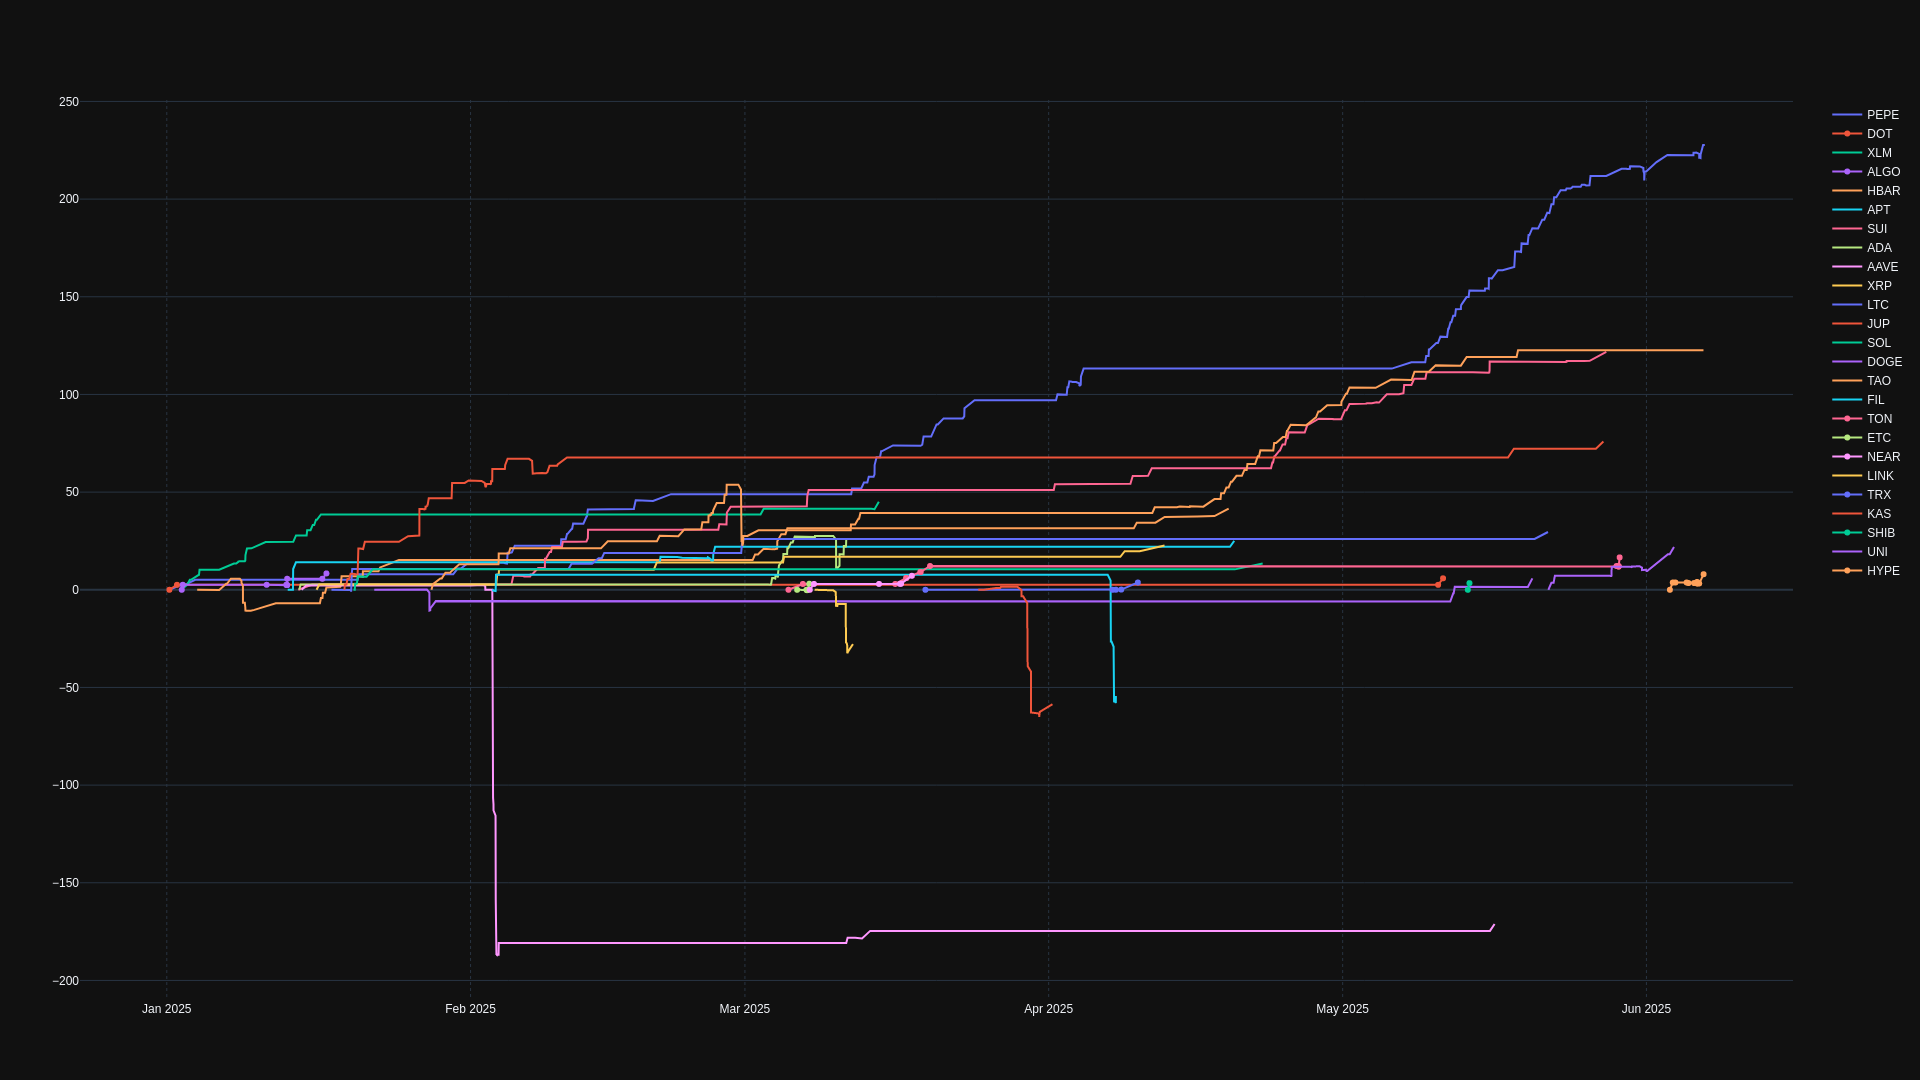 250
200
150
100
50
0
−50
−100
−150
−200
Jan 2025
Feb 2025
Mar 2025
Apr 2025
May 2025
Jun 2025
PEPE
DOT
XLM
ALGO
HBAR
APT
SUI
ADA
AAVE
XRP
LTC
JUP
SOL
DOGE
TAO
FIL
TON
ETC
NEAR
LINK
TRX
KAS
SHIB
UNI
HYPE